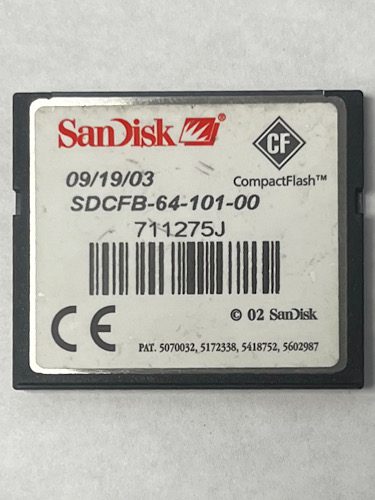 SanDisk®
CF
09/19/03
CompactFlash™
SDCFB-64-101-00
711275J
CE
© 02 SanDisk
PAT. 5070032, 5172338, 5418752, 5602987